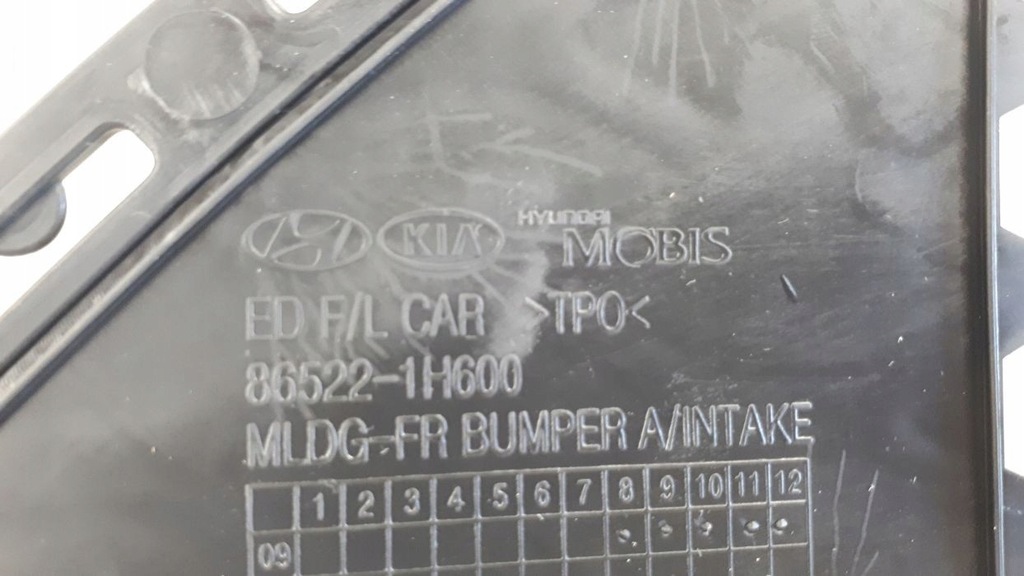 KIA HYUNDAI MOBIS
ED F/L CAR >TPO<
86522-1H600
MLDG-FR BUMPER A/INTAKE
1 2 3 4 5 6 7 8 9 10 11 12
09